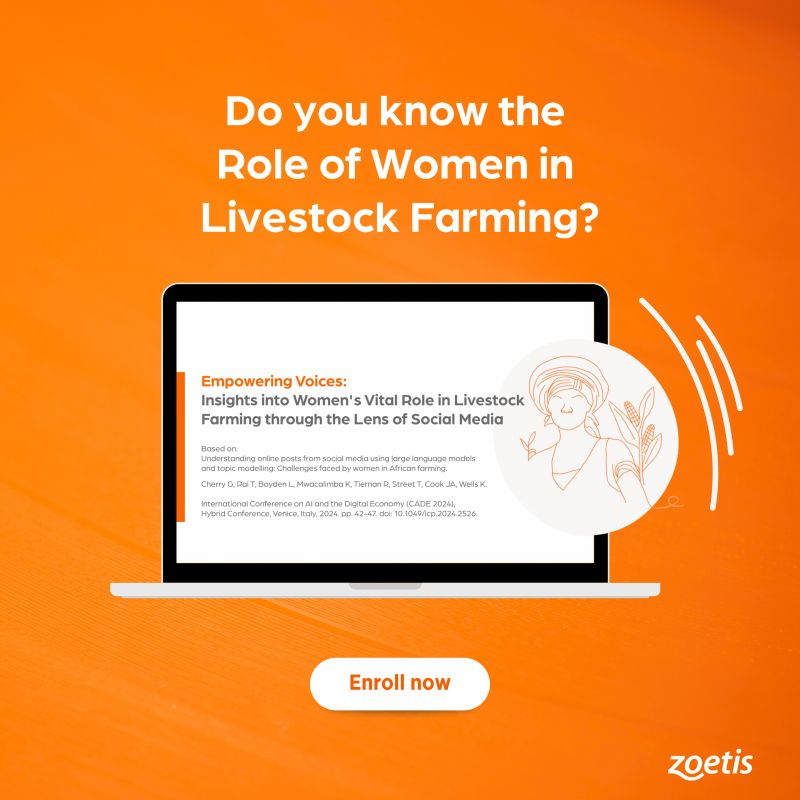 Do you know the
Role of Women in
Livestock Farming?
Empowering Voices:
Insights into Women's Vital Role in Livestock
Farming through the Lens of Social Media
Based on:
Understanding online posts from social media using large language models
and topic modelling: Challenges faced by women in African farming.
Cherry G, Rai T, Boyden L, Mwacalimba K, Tiernan R, Street T, Cook JA, Wells K.
International Conference on AI and the Digital Economy (CADE 2024),
Hybrid Conference, Venice, Italy, 2024. pp. 42-47. doi: 10.1049/icp.2024.2526.
Enroll now
zoetis